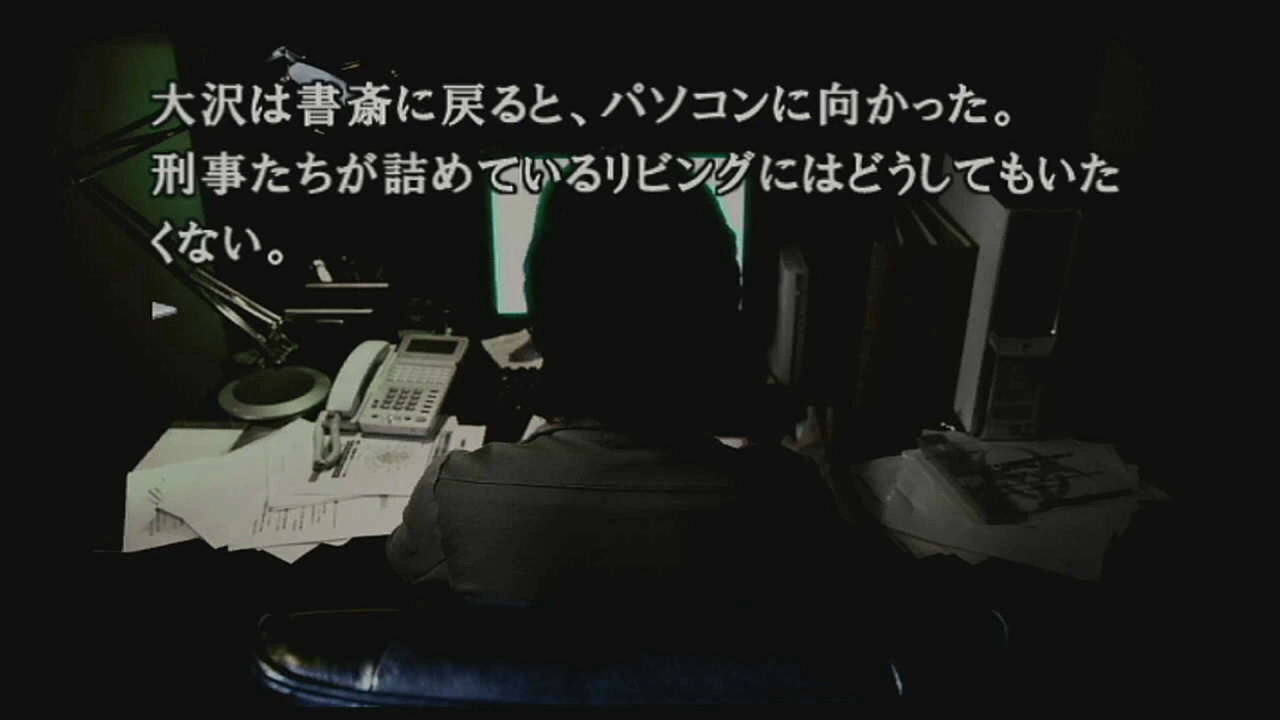 大沢は書斎に戻ると、パソコンに向かった。
刑事たちが詰めているリビングにはどうしてもいた
くない。